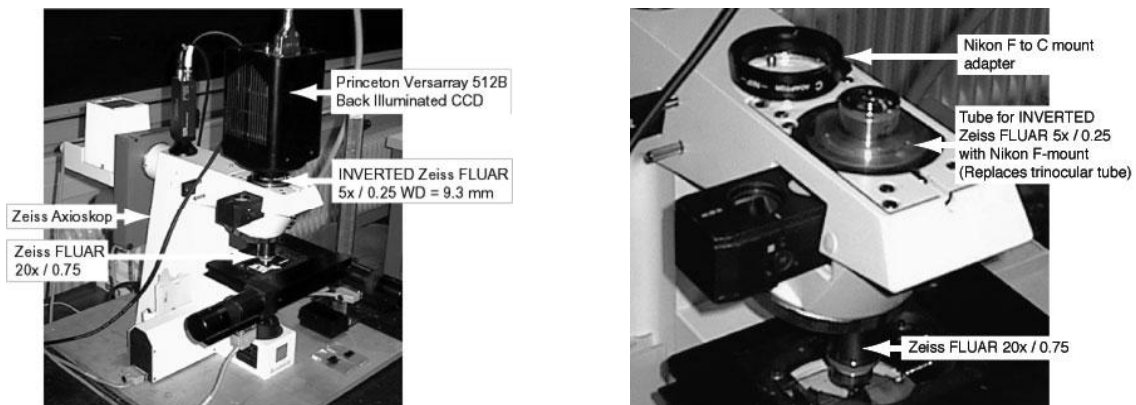 Princeton Versarray 512B
Back Illuminated CCD
INVERTED Zeiss FLUAR
5x / 0.25 WD = 9.3 mm
Zeiss Axioskop
Zeiss FLUAR
20x / 0.75
Nikon F to C mount
adapter
Tube for INVERTED
Zeiss FLUAR 5x / 0.25
with Nikon F-mount
(Replaces trinocular tube)
Zeiss FLUAR 20x / 0.75